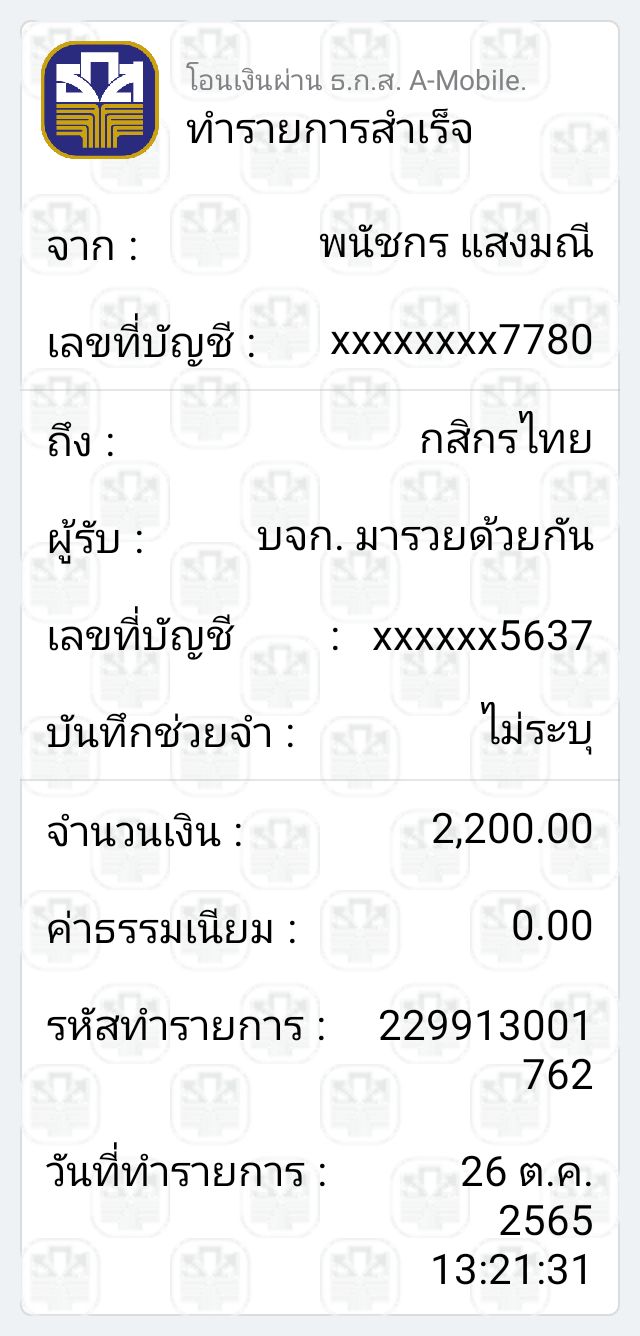 โอนเงินผ่าน ธ.ก.ส. A-Mobile.
ทำรายการสำเร็จ
จาก : พนัชกร แสงมณี
เลขที่บัญชี : xxxxxxxx7780
ถึง : กสิกรไทย
ผู้รับ : บจก. มารวยด้วยกัน
เลขที่บัญชี : xxxxxx5637
บันทึกช่วยจำ : ไม่ระบุ
จำนวนเงิน : 2,200.00
ค่าธรรมเนียม : 0.00
รหัสทำรายการ : 229913001
762
วันที่ทำรายการ : 26 ต.ค.
2565
13:21:31